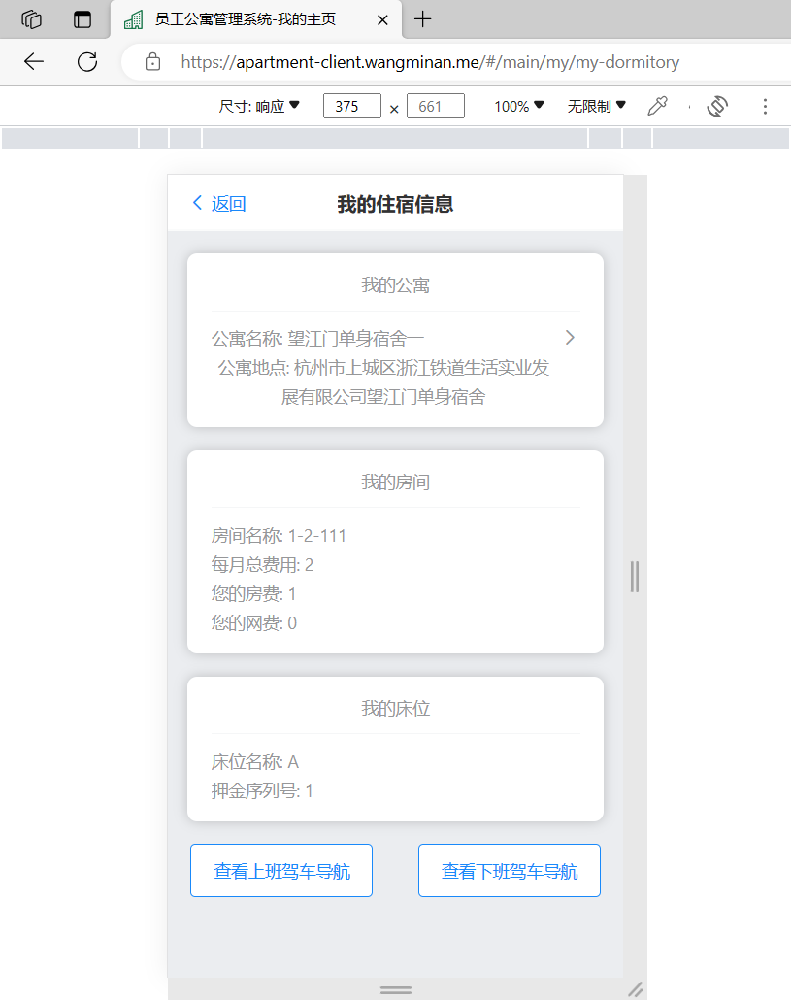 员工公寓管理系统-我的主页
https://apartment-client.wangminan.me/#/main/my/my-dormitory
尺寸: 响应 375 × 661 100% 无限制
返回 我的住宿信息
我的公寓
公寓名称: 望江门单身宿舍一
公寓地点: 杭州市上城区浙江铁道生活实业发
展有限公司望江门单身宿舍
我的房间
房间名称: 1-2-111
每月总费用: 2
您的房费: 1
您的网费: 0
我的床位
床位名称: A
押金序列号: 1
查看上班驾车导航 查看下班驾车导航